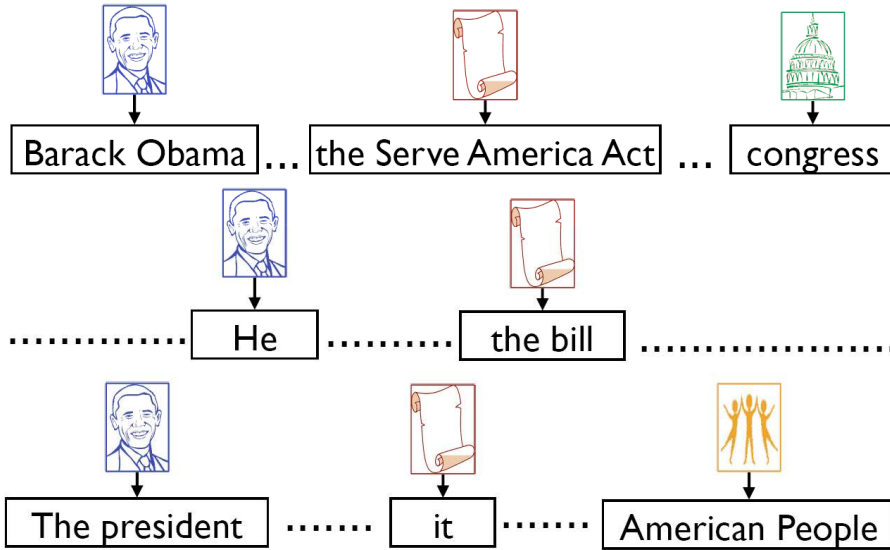 Barack Obama ... the Serve America Act ... congress
................ He .......... the bill ......................
The president ....... it ....... American People